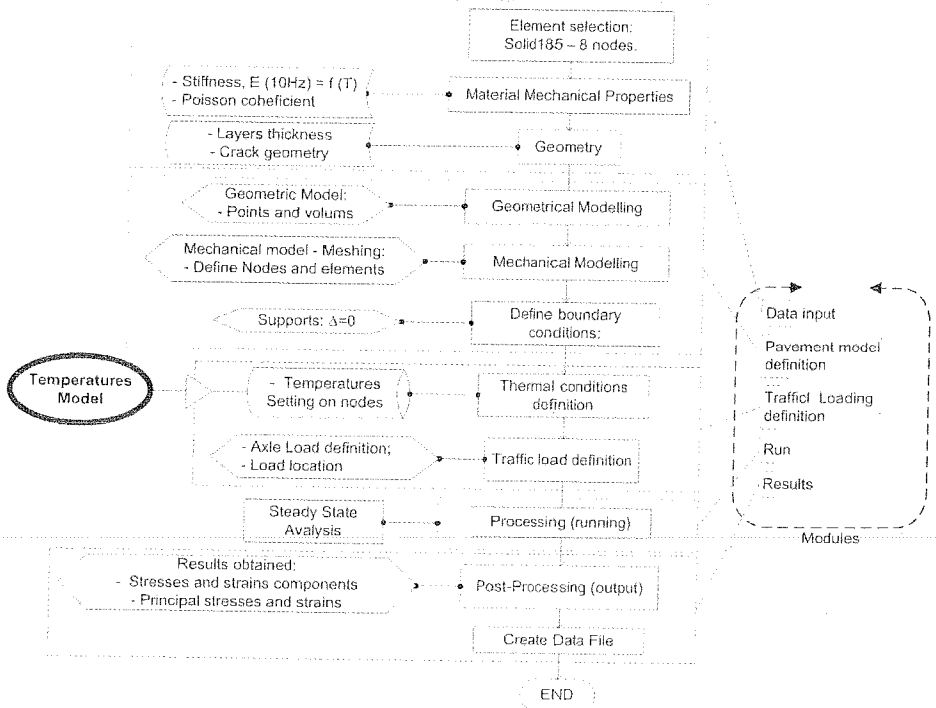 Element selection:
Solid185 – 8 nodes.
- Stiffness, E (10Hz) = f (T)
- Poisson coheficient
Material Mechanical Properties
- Layers thickness
- Crack geometry
Geometry
Geometric Model:
- Points and volums
Geometrical Modelling
Mechanical model - Meshing:
- Define Nodes and elements
Mechanical Modelling
Supports: Δ=0
Define boundary
conditions:
Temperatures
Model
- Temperatures
Setting on nodes
Thermal conditions
definition
- Axle Load definition;
- Load location
Traffic load definition
Steady State
Avalysis
Processing (running)
Results obtained:
- Stresses and strains components
- Principal stresses and strains
Post-Processing (output)
Create Data File
END
Data input
Pavement model
definition
Trafficl Loading
definition
Run
Results
Modules